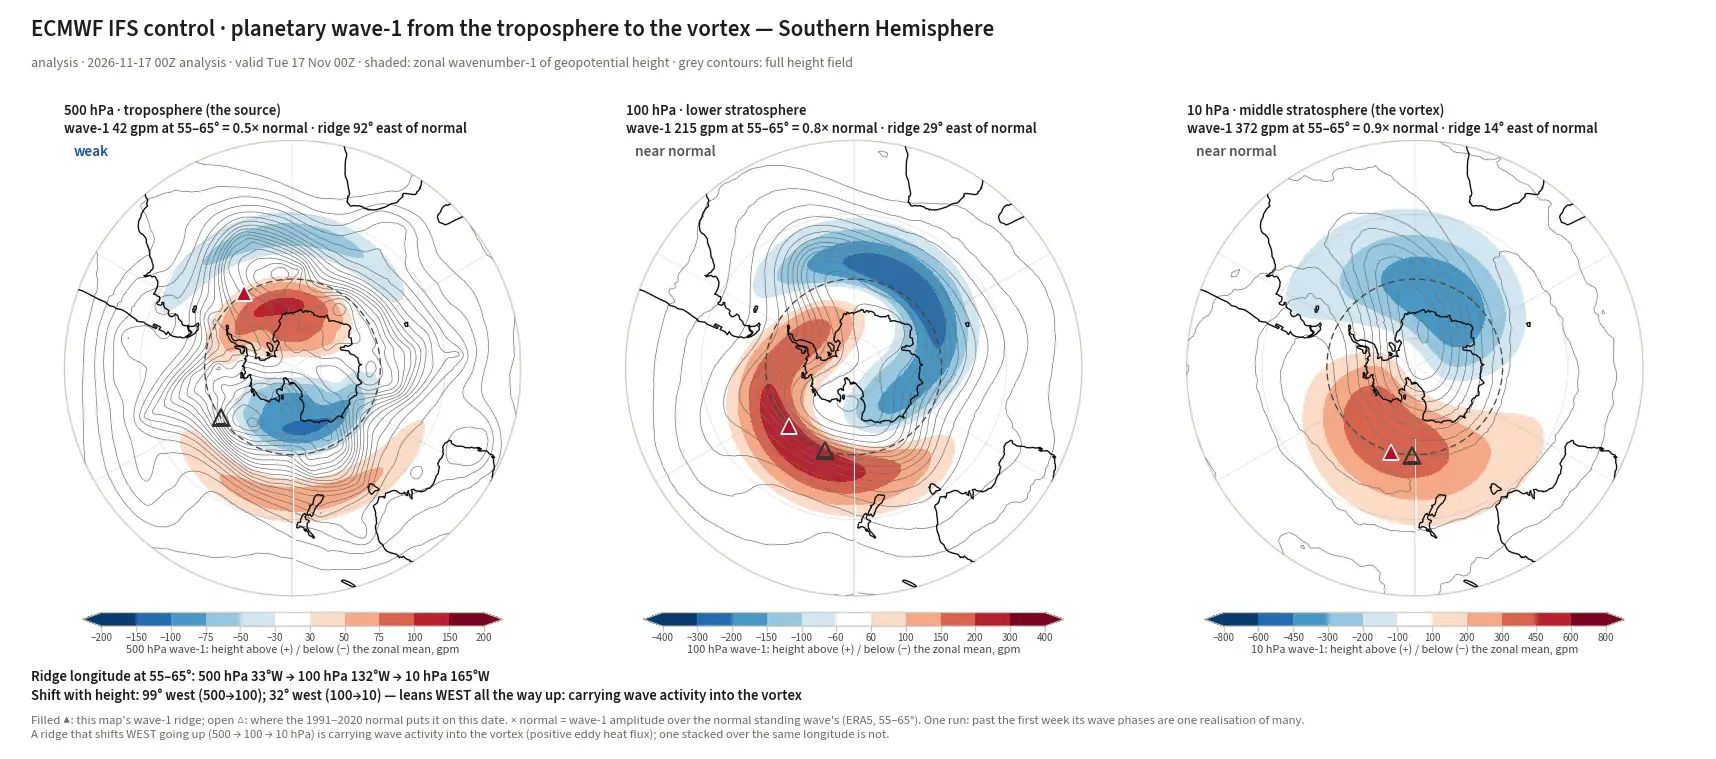 ECMWF IFS control · planetary wave-1 from the troposphere to the vortex — Southern Hemisphere
analysis · 2026-11-17 00Z analysis · valid Tue 17 Nov 00Z · shaded: zonal wavenumber-1 of geopotential height · grey contours: full height field
500 hPa · troposphere (the source)
wave-1 42 gpm at 55–65° = 0.5× normal · ridge 92° east of normal
weak
100 hPa · lower stratosphere
wave-1 215 gpm at 55–65° = 0.8× normal · ridge 29° east of normal
near normal
10 hPa · middle stratosphere (the vortex)
wave-1 372 gpm at 55–65° = 0.9× normal · ridge 14° east of normal
near normal
−200 −150 −100 −75 −50 −30 30 50 75 100 150 200
500 hPa wave-1: height above (+) / below (−) the zonal mean, gpm
−400 −300 −200 −150 −100 −60 60 100 150 200 300 400
100 hPa wave-1: height above (+) / below (−) the zonal mean, gpm
−800 −600 −450 −300 −200 −100 100 200 300 450 600 800
10 hPa wave-1: height above (+) / below (−) the zonal mean, gpm
Ridge longitude at 55–65°: 500 hPa 33°W → 100 hPa 132°W → 10 hPa 165°W
Shift with height: 99° west (500→100); 32° west (100→10) — leans WEST all the way up: carrying wave activity into the vortex
Filled ▲: this map's wave-1 ridge; open △: where the 1991–2020 normal puts it on this date. × normal = wave-1 amplitude over the normal standing wave's (ERA5, 55–65°). One run: past the first week its wave phases are one realisation of many.
A ridge that shifts WEST going up (500 → 100 → 10 hPa) is carrying wave activity into the vortex (positive eddy heat flux); one stacked over the same longitude is not.